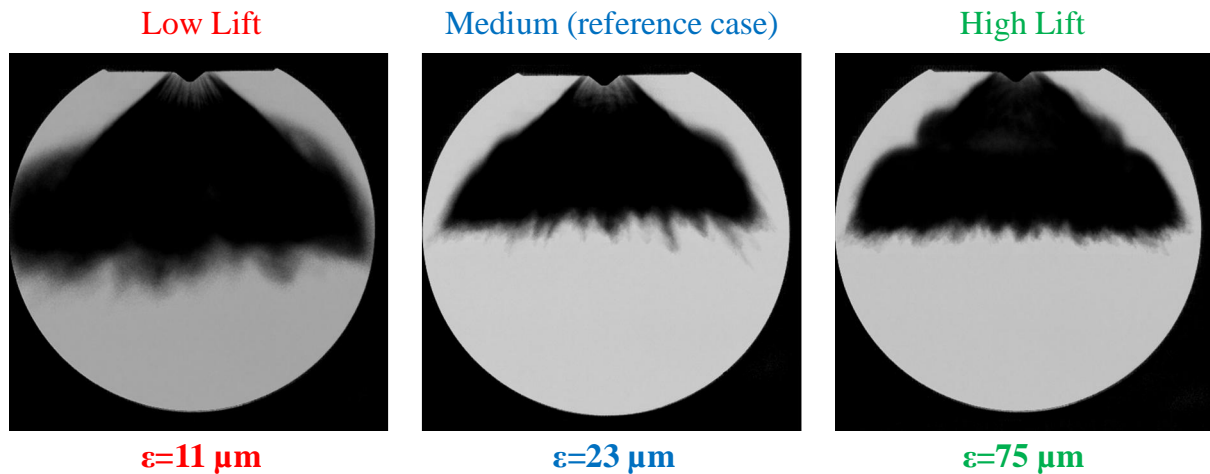 Low Lift
Medium (reference case)
High Lift
ε=11 µm
ε=23 µm
ε=75 µm